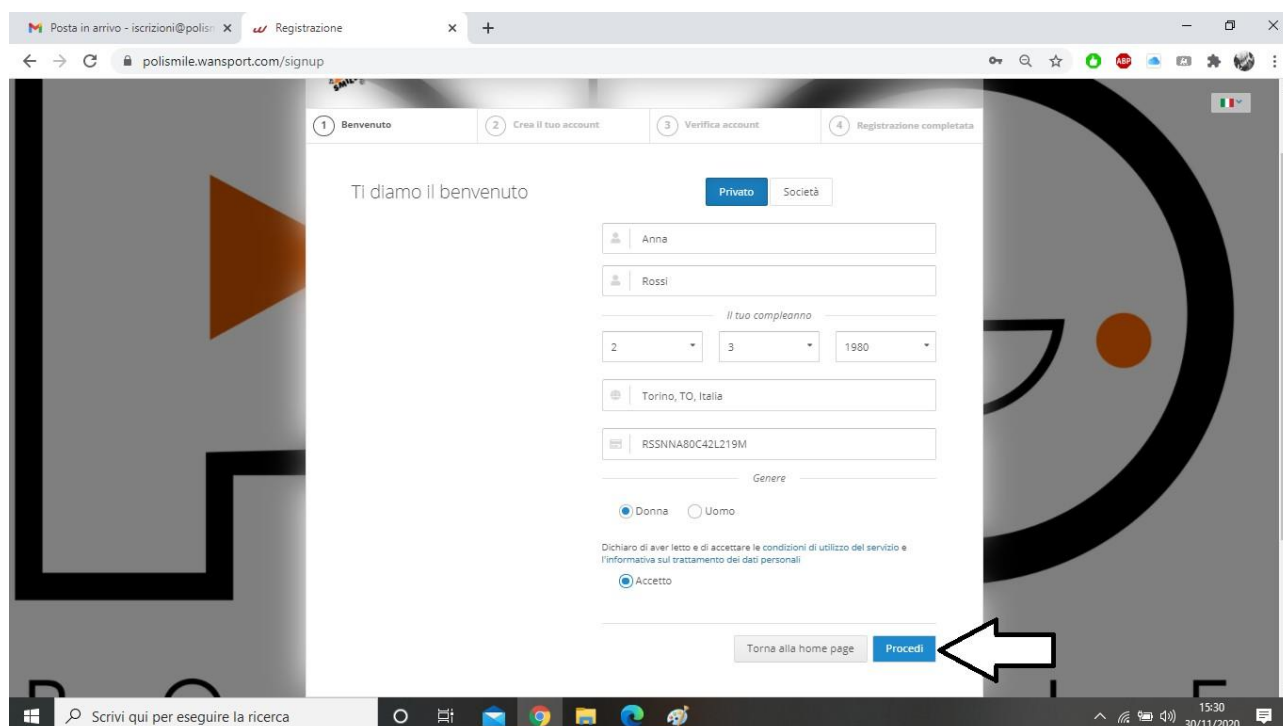 Posta in arrivo - iscrizioni@polisn
Registrazione
polismile.wansport.com/signup
ABP
SMILE
1 Benvenuto
2 Crea il tuo account
3 Verifica account
4 Registrazione completata
Ti diamo il benvenuto
Privato
Società
Anna
Rossi
Il tuo compleanno
2
3
1980
Torino, TO, Italia
RSSNNA80C42L219M
Genere
Donna
Uomo
Dichiaro di aver letto e di accettare le condizioni di utilizzo del servizio e
l'informativa sul trattamento dei dati personali
Accetto
Torna alla home page
Procedi
Scrivi qui per eseguire la ricerca
15:30
30/11/2020